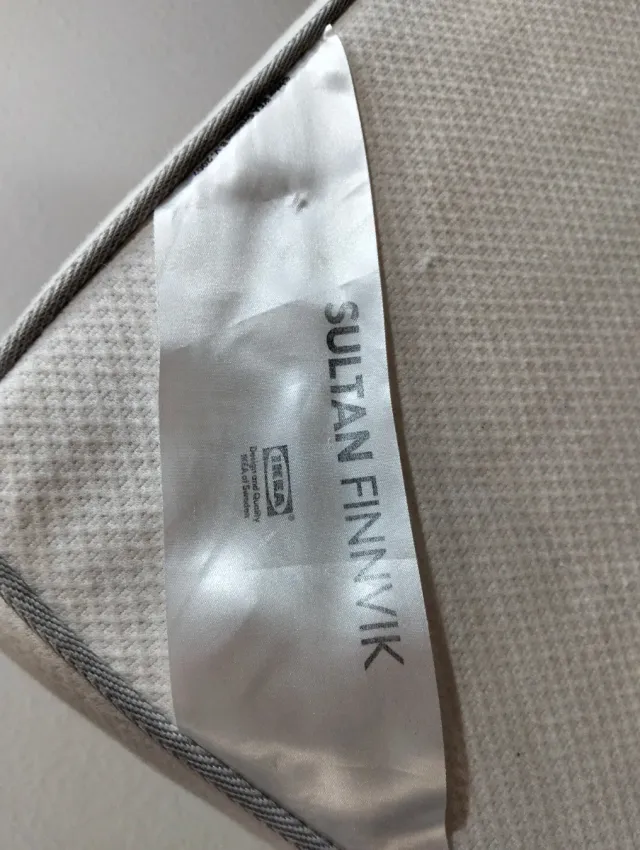 SULTAN FINNVIK
IKEA®
Design and Quality
IKEA of Sweden